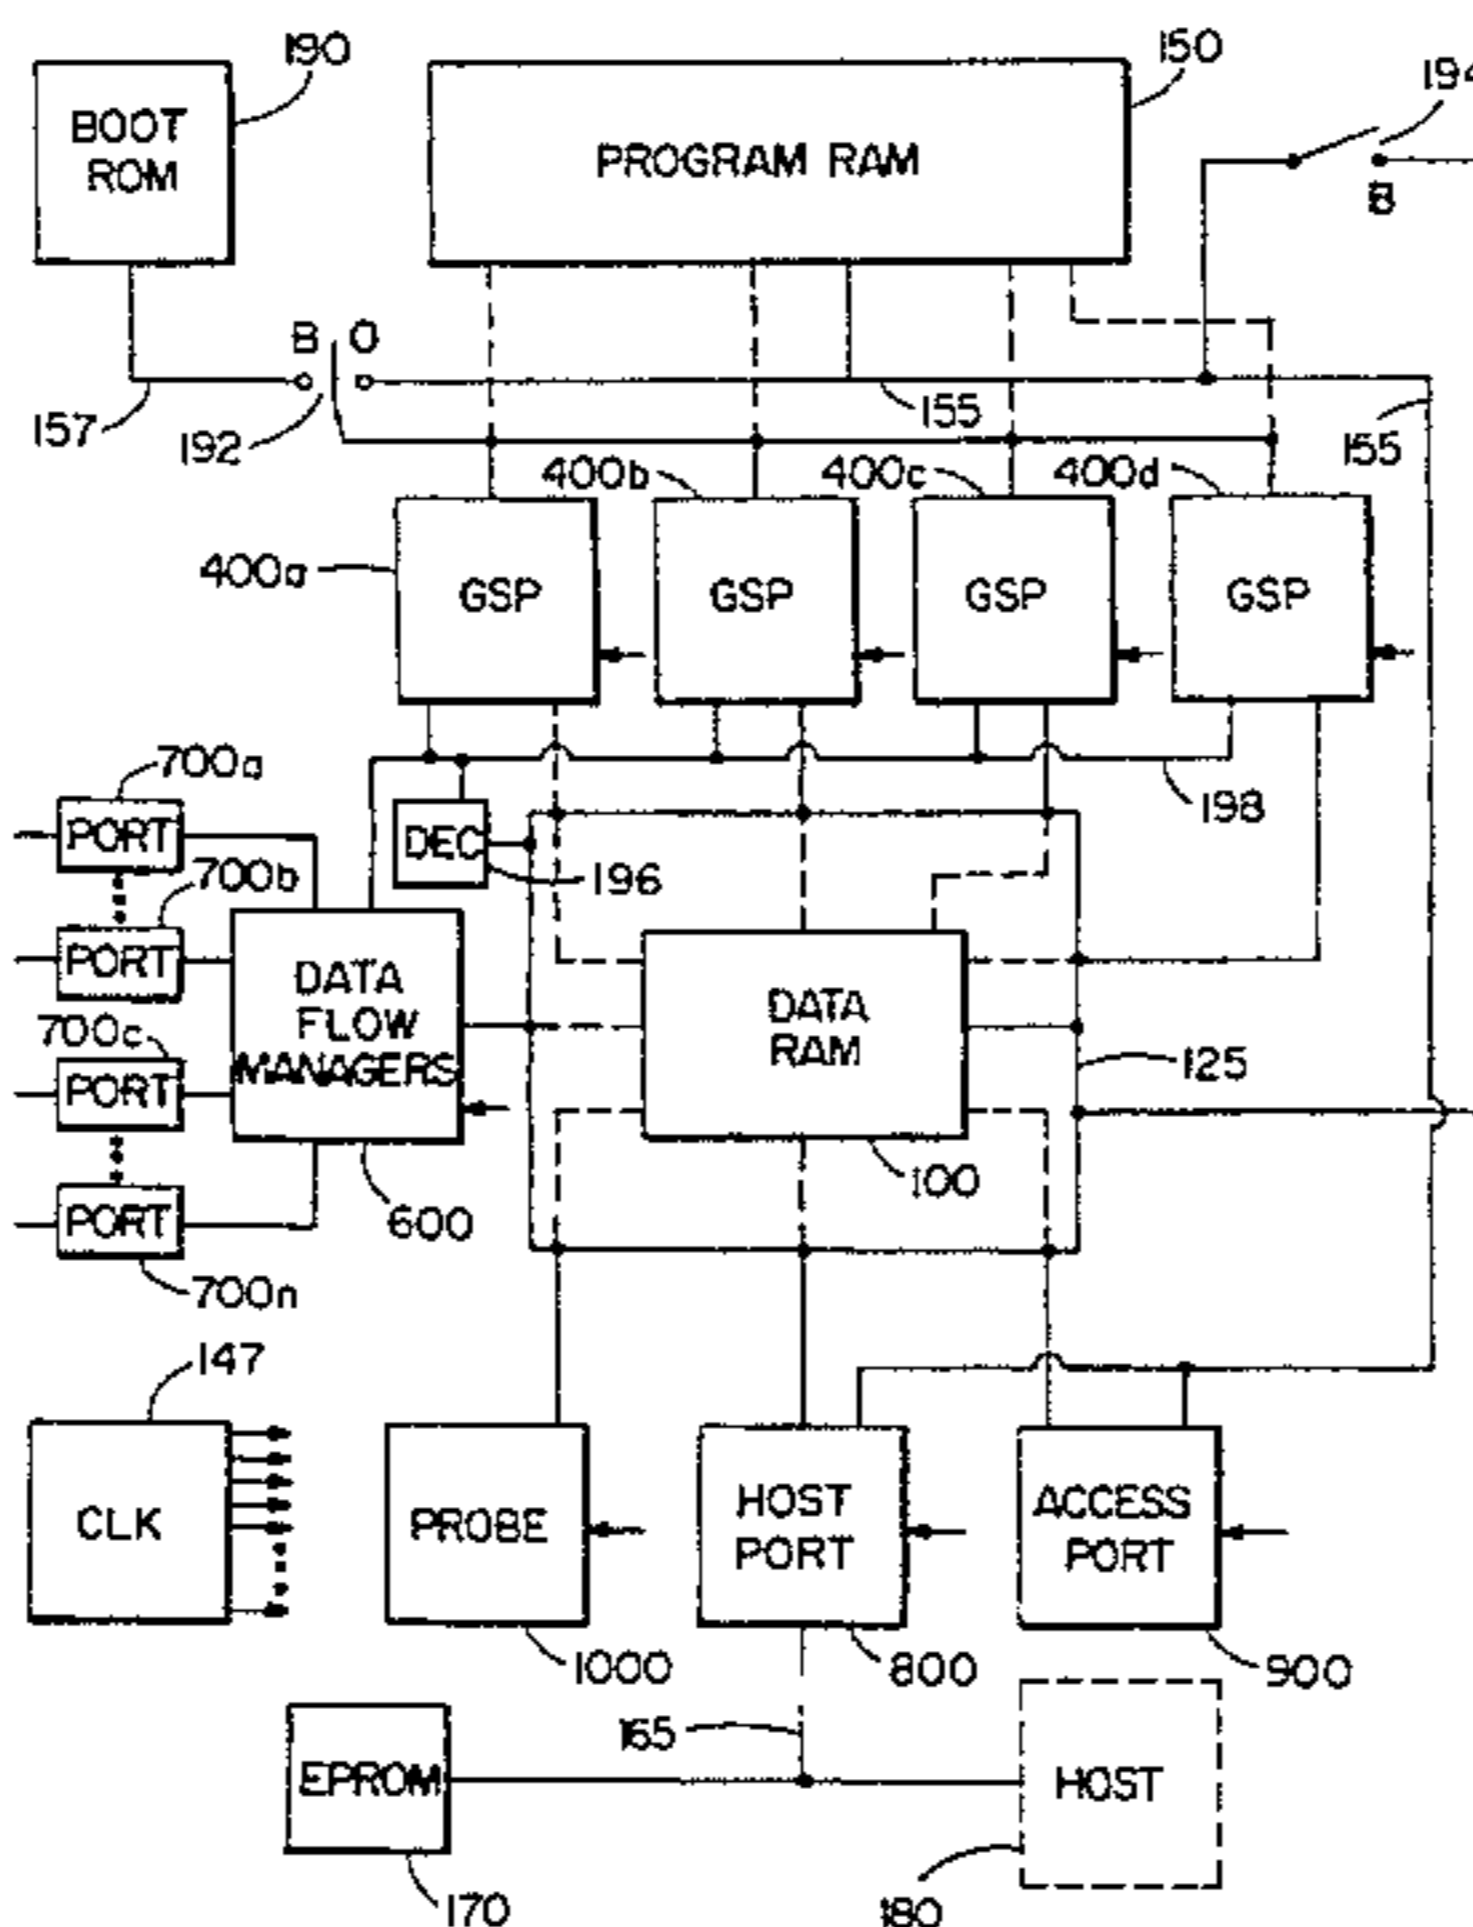 190
150
194
BOOT
ROM
PROGRAM RAM
B
B O
157
192
155
155
400b
400c
400d
400a
GSP
GSP
GSP
GSP
700a
PORT
198
DEC
196
700b
PORT
DATA
FLOW
MANAGERS
DATA
RAM
700c
PORT
125
100
600
PORT
700n
147
CLK
PROBE
HOST
PORT
ACCESS
PORT
1000
800
900
165
EPROM
HOST
170
180